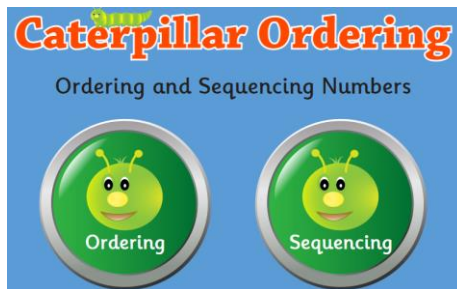 Caterpillar Ordering
Ordering and Sequencing Numbers
Ordering
Sequencing